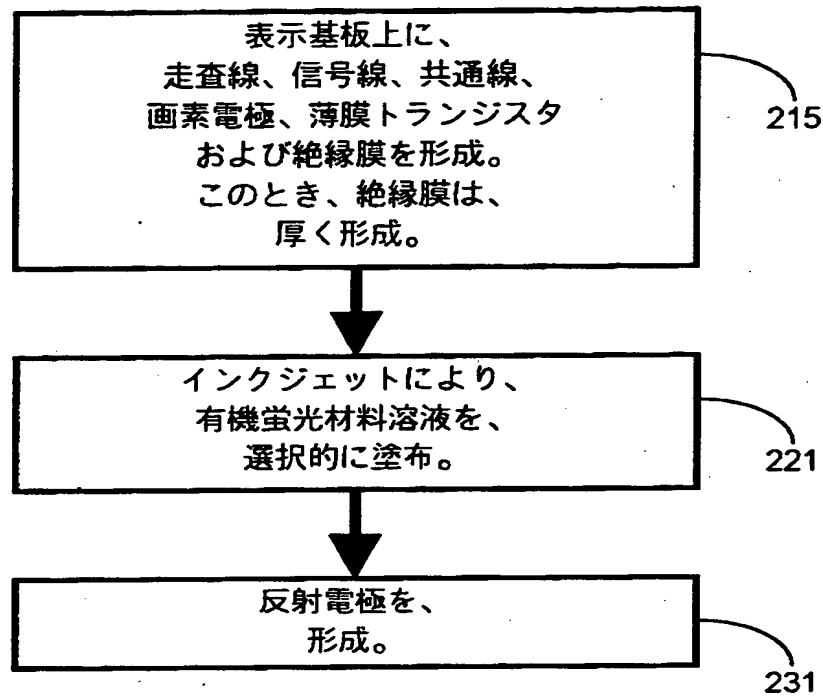 表示基板上に、
走査線、信号線、共通線、
画素電極、薄膜トランジスタ
および絶縁膜を形成。
このとき、絶縁膜は、
厚く形成。
215
インクジェットにより、
有機蛍光材料溶液を、
選択的に塗布。
221
反射電極を、
形成。
231